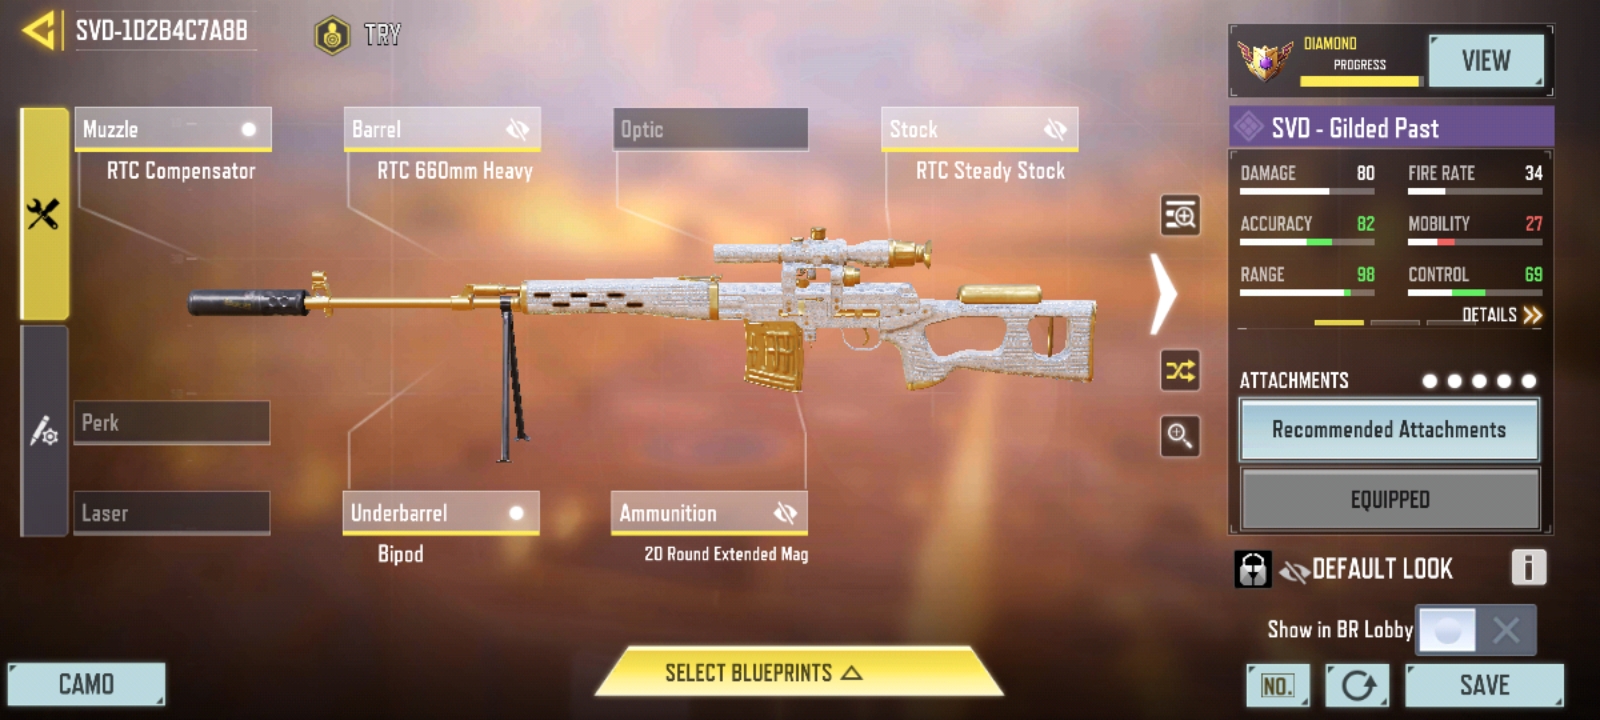 SVD-1D2B4C7A8B
TRY
DIAMOND
PROGRESS
VIEW
Muzzle
RTC Compensator
Barrel
RTC 660mm Heavy
Optic
Stock
RTC Steady Stock
SVD - Gilded Past
DAMAGE 80
FIRE RATE 34
ACCURACY 82
MOBILITY 27
RANGE 98
CONTROL 69
DETAILS
ATTACHMENTS
Recommended Attachments
EQUIPPED
Perk
Laser
Underbarrel
Bipod
Ammunition
20 Round Extended Mag
DEFAULT LOOK
i
Show in BR Lobby
CAMO
SELECT BLUEPRINTS
NO.
SAVE